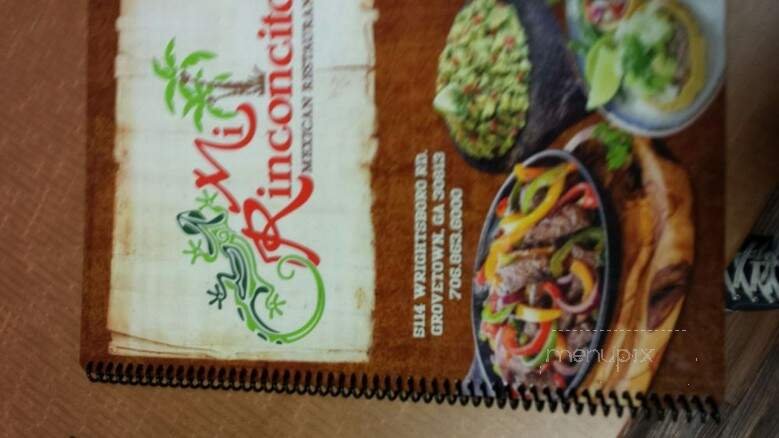 Mi
Rinconcito
MEXICAN RESTAURANT
5114 WRIGHTSBORO RD.
GROVETOWN, GA 30813
706.863.6000
menupix